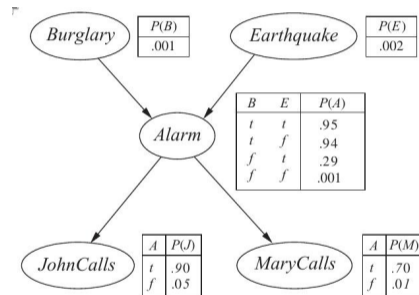 Burglary
P(B)
.001
Earthquake
P(E)
.002
B E P(A)
t t .95
t f .94
f t .29
f f .001
Alarm
JohnCalls
A P(J)
t .90
f .05
MaryCalls
A P(M)
t .70
f .01